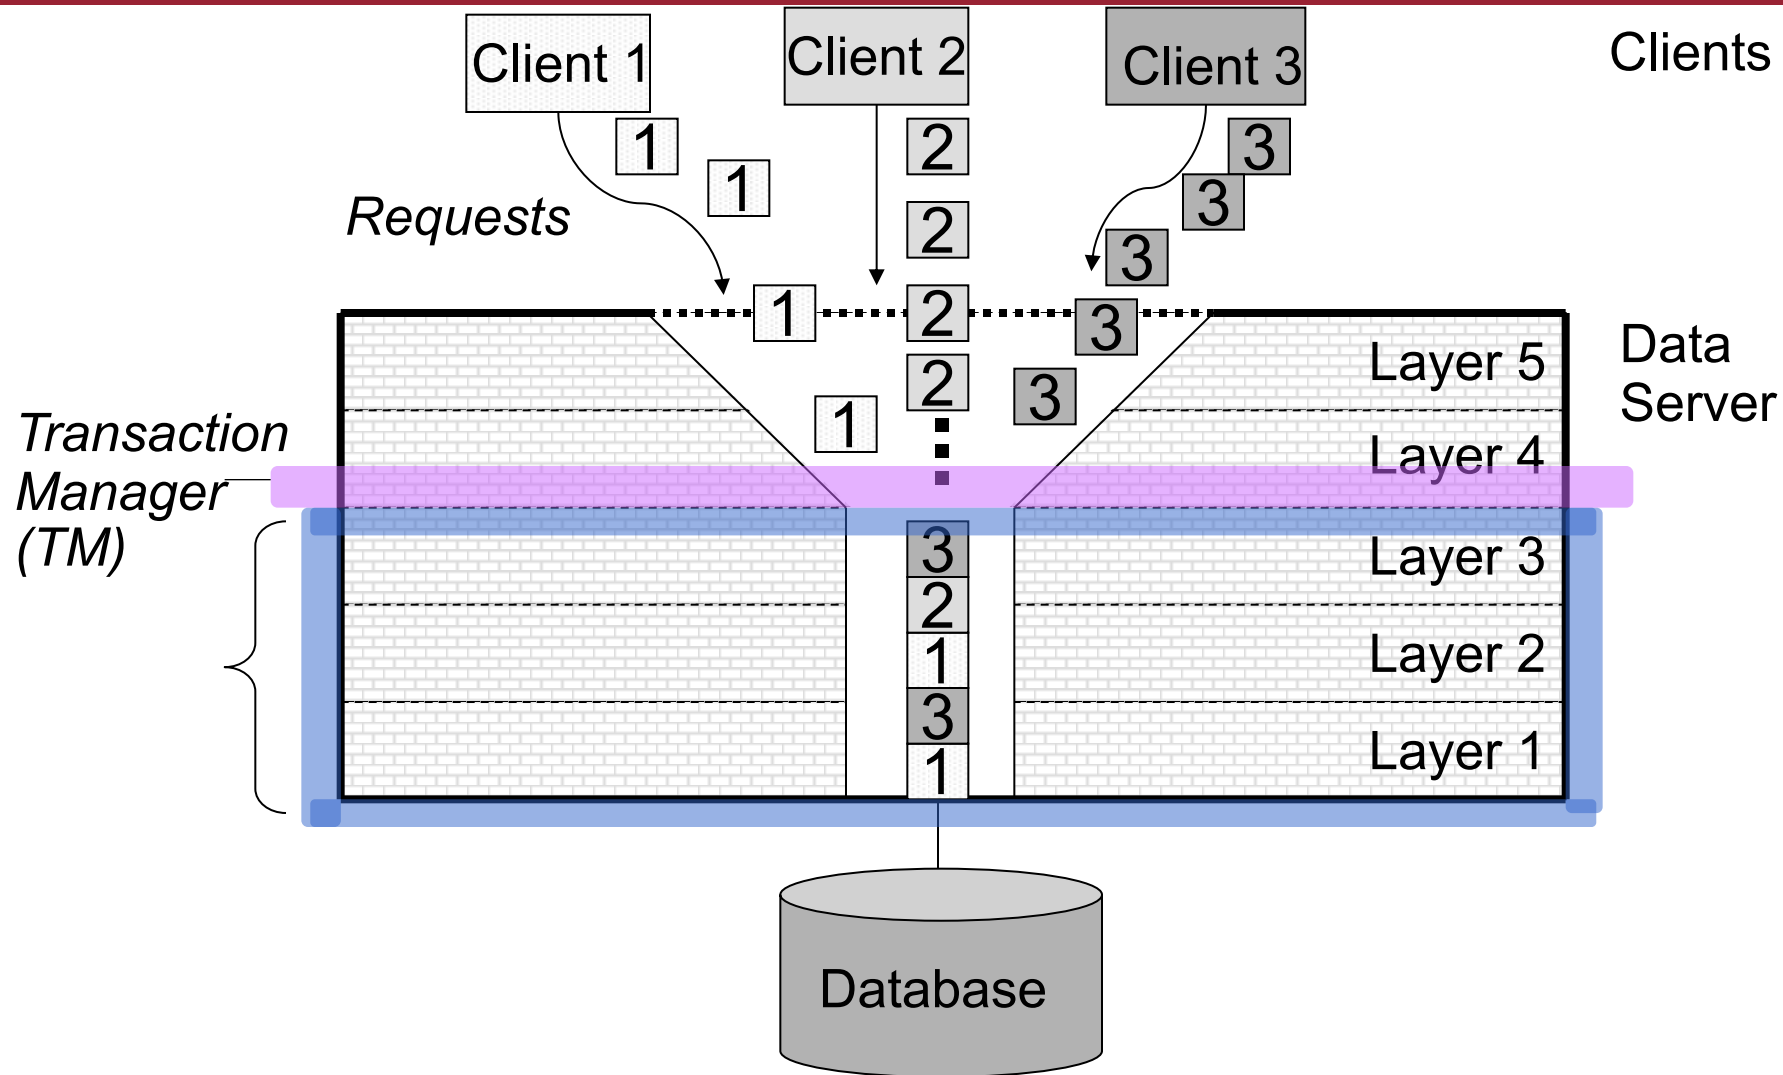 Client 1
Client 2
Client 3
Clients
1
2
3
1
3
Requests
2
3
1
2
3
Layer 5
Data
Server
2
3
1
Transaction
Manager
(TM)
Layer 4
3
Layer 3
2
1
Layer 2
3
1
Layer 1
Database